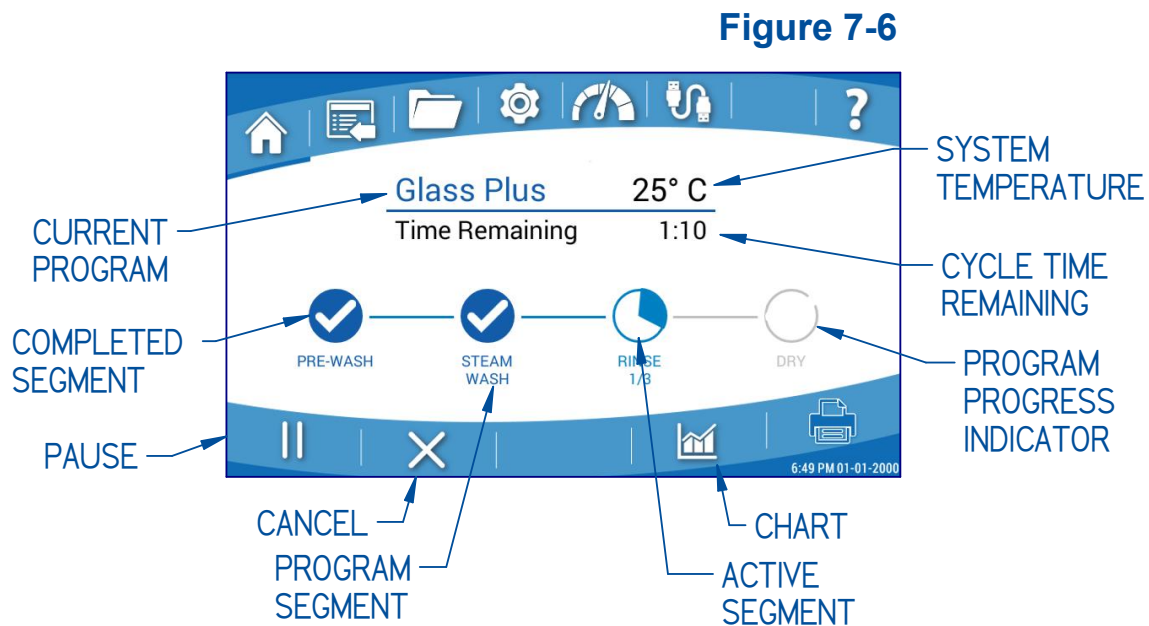 Figure 7-6
?
Glass Plus 25° C
Time Remaining 1:10
SYSTEM
TEMPERATURE
CURRENT
PROGRAM
CYCLE TIME
REMAINING
COMPLETED
SEGMENT
PRE-WASH
STEAM
WASH
RINSE
1/3
DRY
PROGRAM
PROGRESS
INDICATOR
PAUSE
6:49 PM 01-01-2000
CANCEL
CHART
PROGRAM
SEGMENT
ACTIVE
SEGMENT